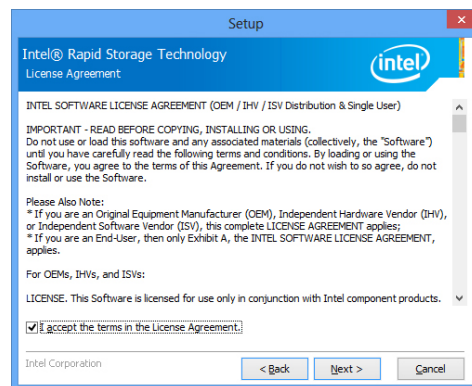 Setup
Intel® Rapid Storage Technology
License Agreement
intel
INTEL SOFTWARE LICENSE AGREEMENT (OEM / IHV / ISV Distribution & Single User)
IMPORTANT - READ BEFORE COPYING, INSTALLING OR USING.
Do not use or load this software and any associated materials (collectively, the "Software")
until you have carefully read the following terms and conditions. By loading or using the
Software, you agree to the terms of this Agreement. If you do not wish to so agree, do not
install or use the Software.
Please Also Note:
* If you are an Original Equipment Manufacturer (OEM), Independent Hardware Vendor (IHV),
or Independent Software Vendor (ISV), this complete LICENSE AGREEMENT applies;
* If you are an End-User, then only Exhibit A, the INTEL SOFTWARE LICENSE AGREEMENT,
applies.
For OEMs, IHVs, and ISVs:
LICENSE. This Software is licensed for use only in conjunction with Intel component products.
I accept the terms in the License Agreement.
Intel Corporation
< Back
Next >
Cancel